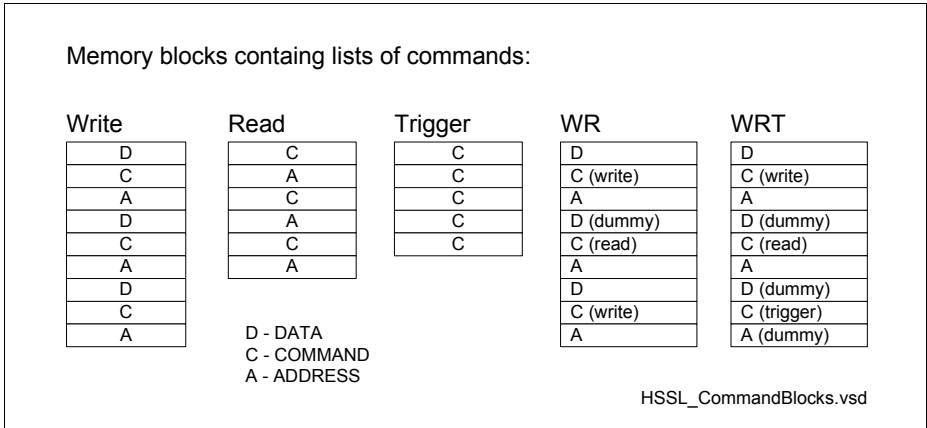 Memory blocks containg lists of commands:
Write Read Trigger WR WRT
D C C D D
C A C C (write) C (write)
A C C A A
D A C D (dummy) D (dummy)
C C C C (read) C (read)
A A A A
D D D (dummy)
C C (write) C (trigger)
A A A (dummy)
D - DATA
C - COMMAND
A - ADDRESS
HSSL_CommandBlocks.vsd